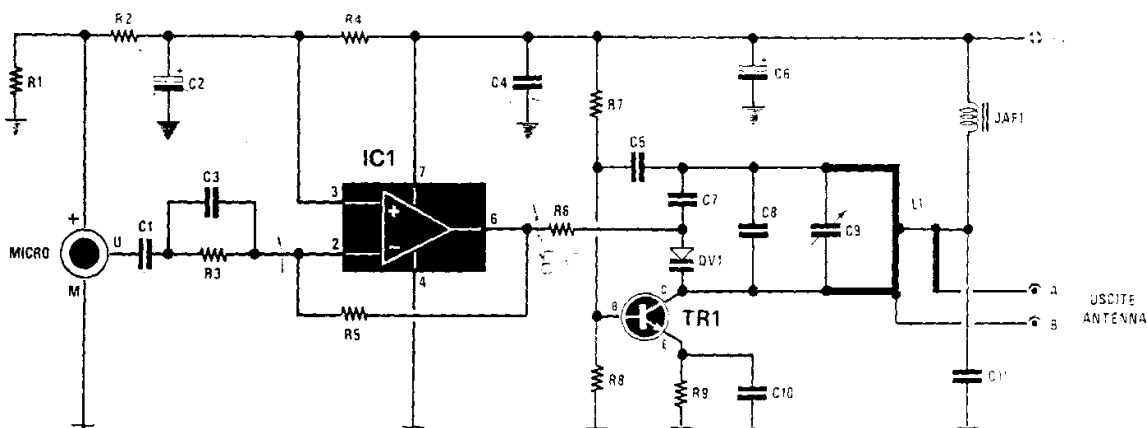 R2
R4
R1
C2
C4
C6
R7
JAF1
IC1
C5
7
C3
3
+
C7
L1
C1
6
R6
C8
C9
+
U
2
−
MICRO
R3
DV1
M
4
C
A
USCITE
B
TR1
B
ANTENNA
R5
E
R8
R9
C10
C11